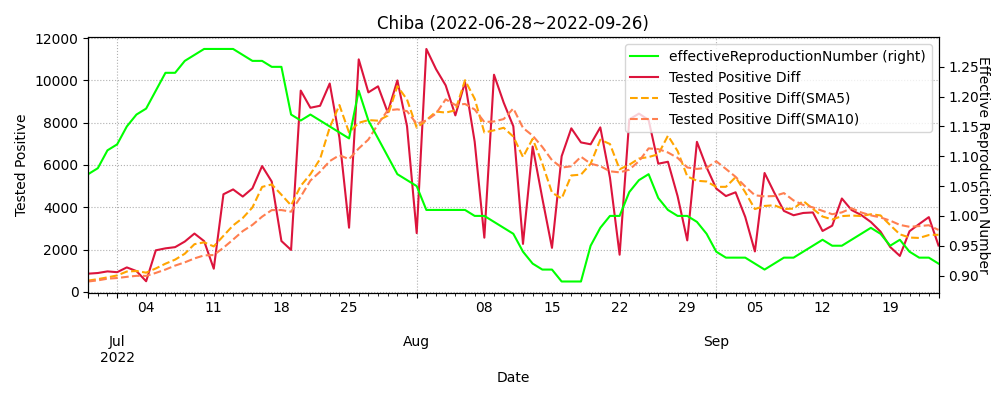 Chiba (2022-06-28~2022-09-26)
effectiveReproductionNumber (right)
Tested Positive Diff
Tested Positive Diff(SMA5)
Tested Positive Diff(SMA10)
Tested Positive
12000
10000
8000
6000
4000
2000
0
Effective Reproduction Number
1.25
1.20
1.15
1.10
1.05
1.00
0.95
0.90
04 11 18 25 08 15 22 29 05 12 19
Jul Aug Sep
2022
Date